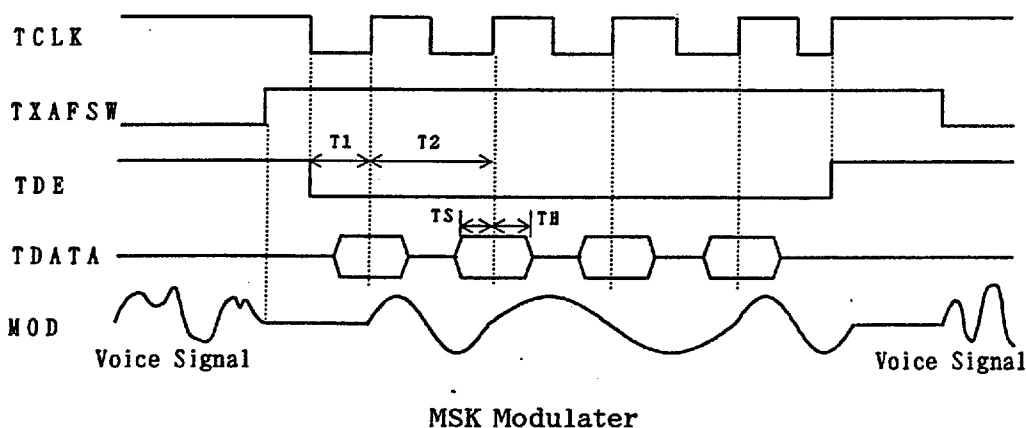 TCLK
TXAFSW
T1 T2
TDE
TS TH
TDATA
MOD
Voice Signal Voice Signal
MSK Modulater